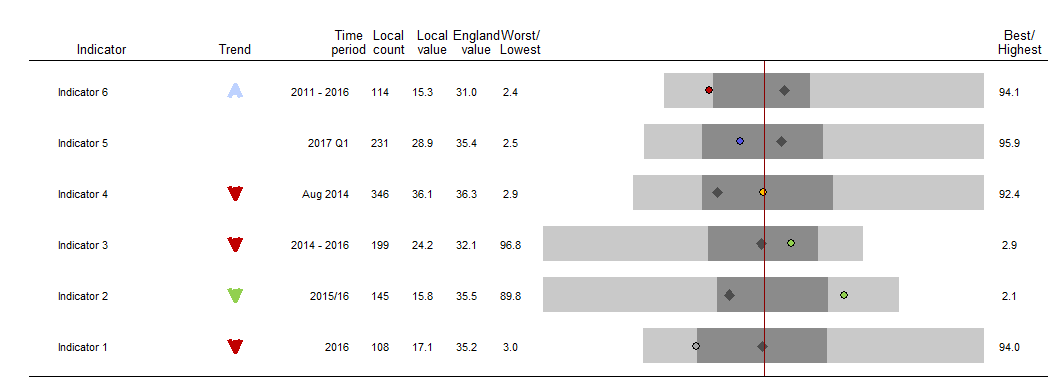 Indicator Trend Time period Local count Local value England value Worst/ Lowest Best/ Highest
Indicator 6 2011 - 2016 114 15.3 31.0 2.4 94.1
Indicator 5 2017 Q1 231 28.9 35.4 2.5 95.9
Indicator 4 Aug 2014 346 36.1 36.3 2.9 92.4
Indicator 3 2014 - 2016 199 24.2 32.1 96.8 2.9
Indicator 2 2015/16 145 15.8 35.5 89.8 2.1
Indicator 1 2016 108 17.1 35.2 3.0 94.0